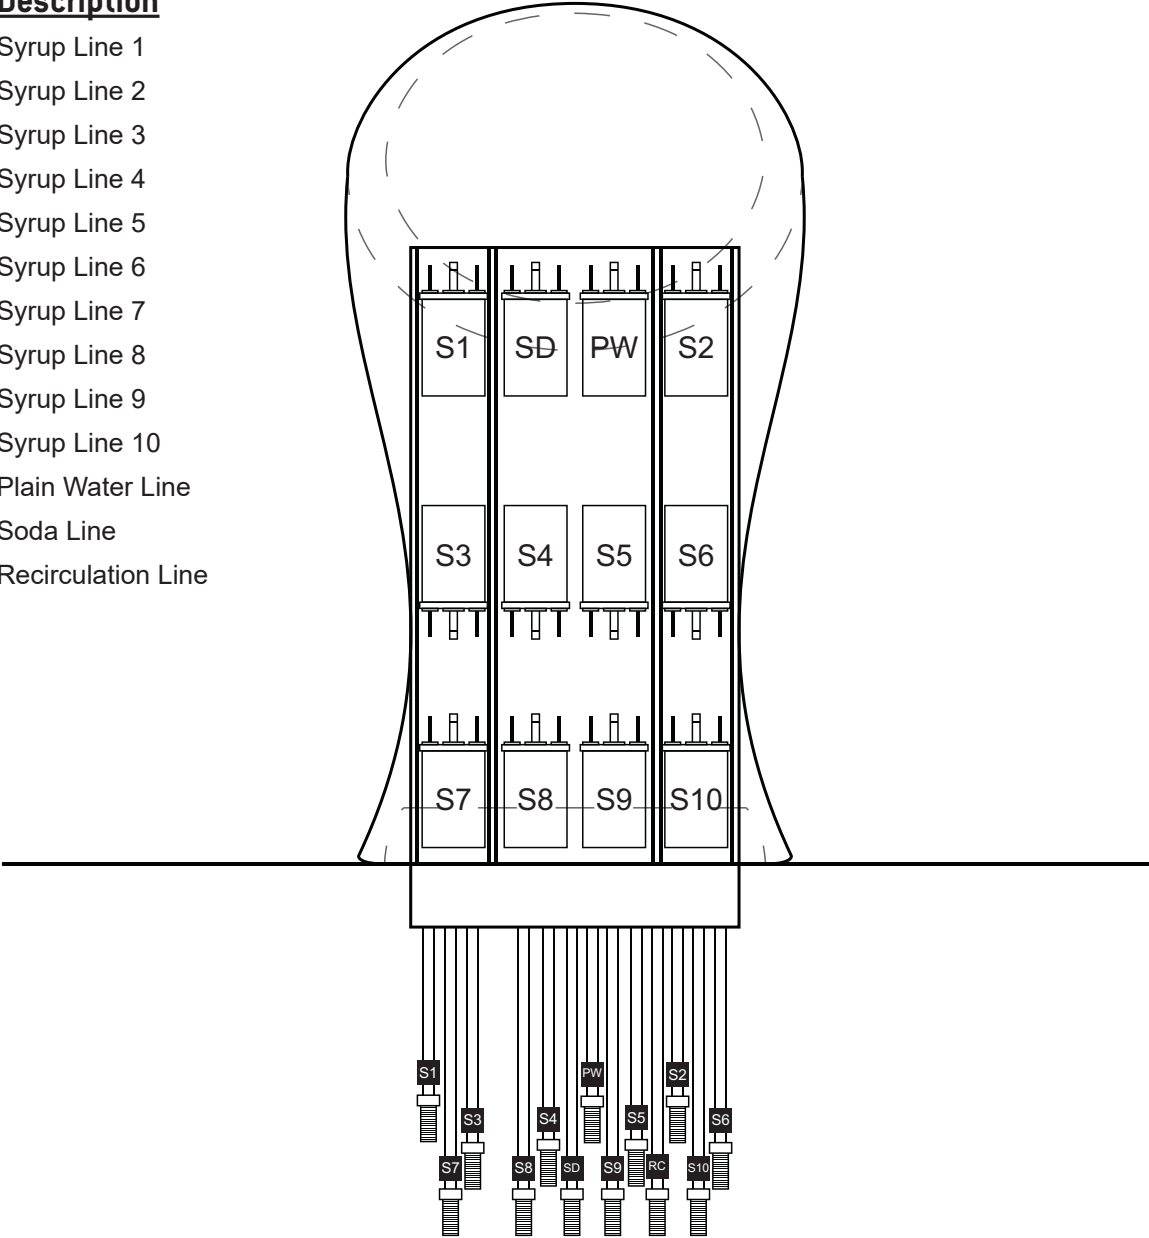 Description
Syrup Line 1
Syrup Line 2
Syrup Line 3
Syrup Line 4
Syrup Line 5
Syrup Line 6
Syrup Line 7
Syrup Line 8
Syrup Line 9
Syrup Line 10
Plain Water Line
Soda Line
Recirculation Line
S1 SD PW S2
S3 S4 S5 S6
S7 S8 S9 S10
S1 PW S2
S3 S4 S5 S6
S7 S8 SD S9 RC S10